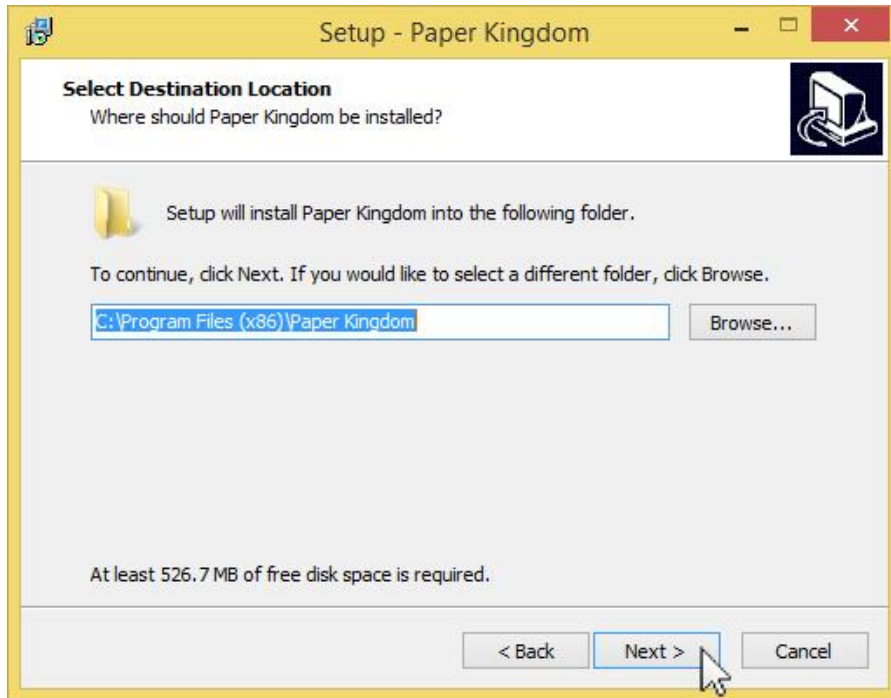 Setup - Paper Kingdom
Select Destination Location
Where should Paper Kingdom be installed?
Setup will install Paper Kingdom into the following folder.
To continue, click Next. If you would like to select a different folder, click Browse.
C:\Program Files (x86)\Paper Kingdom
Browse...
At least 526.7 MB of free disk space is required.
< Back
Next >
Cancel